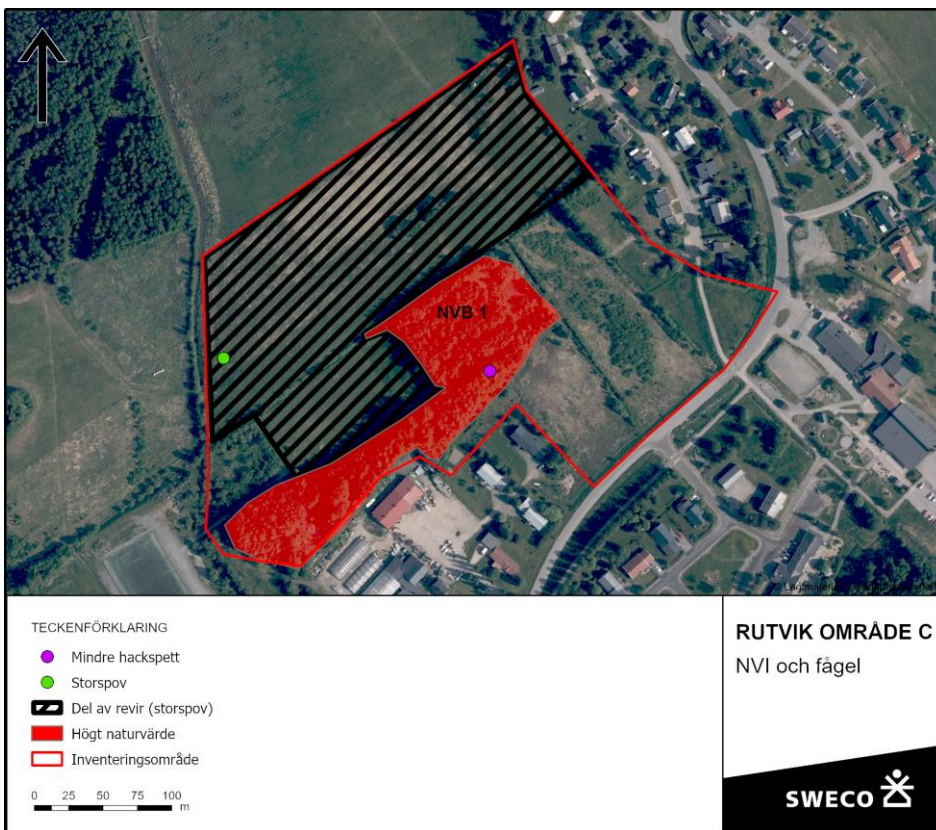 NVB 1
TECKENFÖRKLARING
Mindre hackspett
Storspov
Del av revir (storspov)
Högt naturvärde
Inventeringsområde
0 25 50 75 100
m
RUTVIK OMRÅDE C
NVI och fågel
SWECO